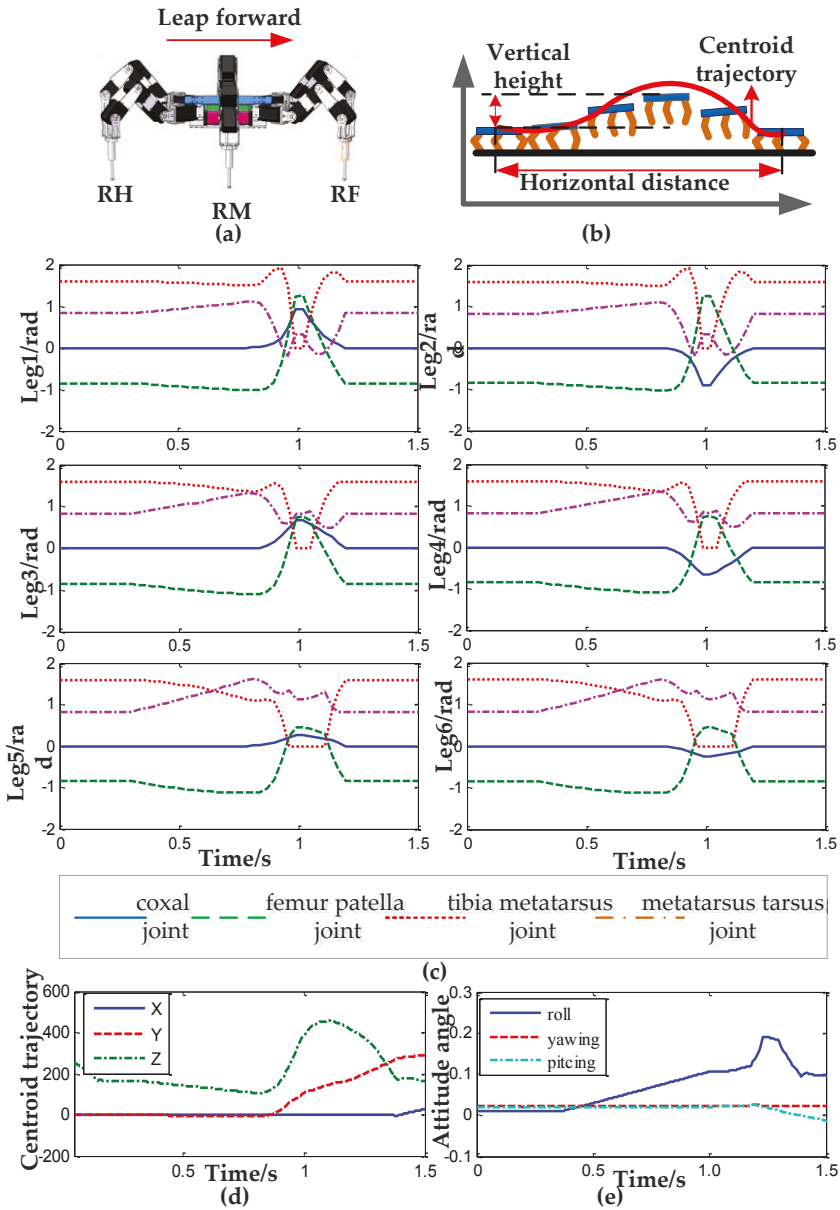 Leap forward
RH
RM
RF
(a)
Vertical
height
Centroid
trajectory
Horizontal distance
(b)
Leg1/rad
2
1
0
-1
-2
0
0.5
1
1.5
Leg2/ra
d
2
1
0
-1
-2
0
0.5
1
1.5
Leg3/rad
2
1
0
-1
-2
0
0.5
1
1.5
Leg4/rad
2
1
0
-1
-2
0
0.5
1
1.5
Leg5/ra
d
2
1
0
-1
-2
0
0.5
1
1.5
Time/s
Leg6/rad
2
1
0
-1
-2
0
0.5
1
1.5
Time/s
coxal
joint
femur patella
joint
tibia metatarsus
joint
metatarsus tarsus
joint
(c)
Centroid trajectory
600
400
200
0
-200
X
Y
Z
0.5
1
1.5
Time/s
(d)
Attitude angle
0.3
0.2
0.1
0
-0.1
roll
yawing
pitcing
0
0.5
1.0
1.5
Time/s
(e)